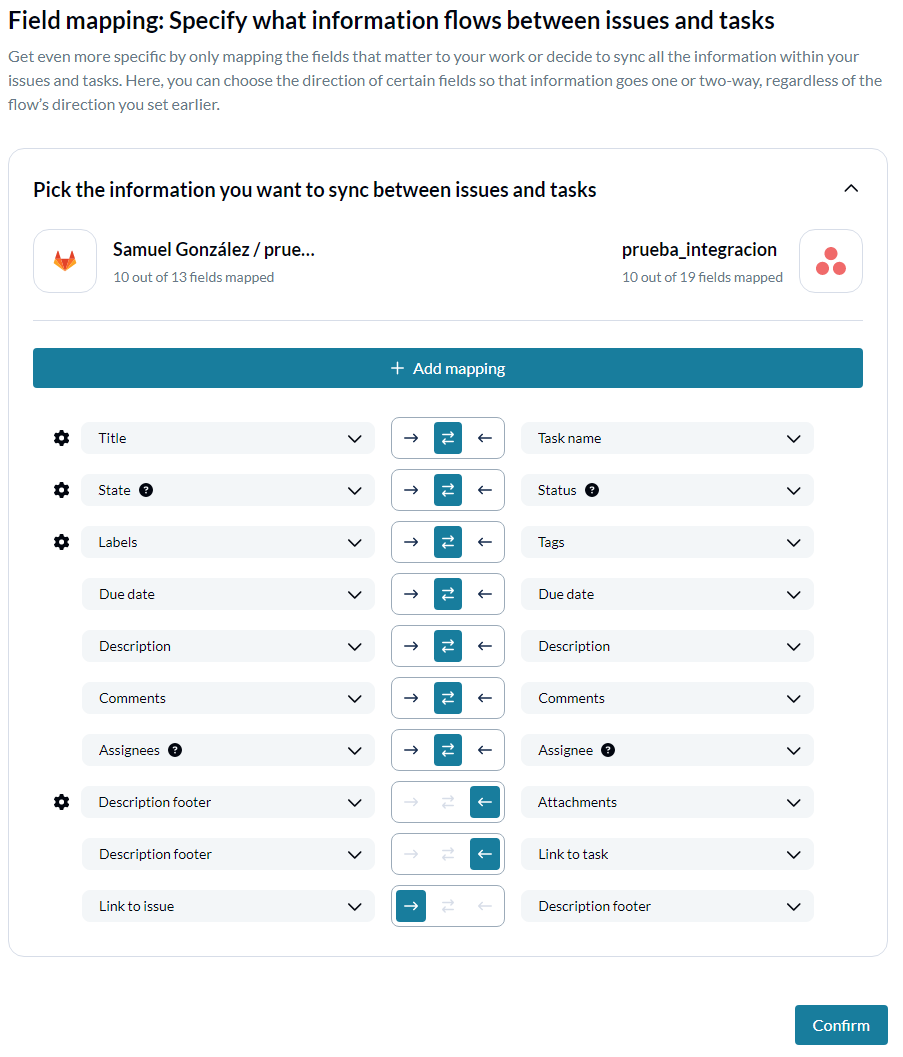 Field mapping: Specify what information flows between issues and tasks
Get even more specific by only mapping the fields that matter to your work or decide to sync all the information within your
issues and tasks. Here, you can choose the direction of certain fields so that information goes one or two-way, regardless of the
flow's direction you set earlier.
Pick the information you want to sync between issues and tasks
Samuel González / prue... prueba_integracion
10 out of 13 fields mapped 10 out of 19 fields mapped
+ Add mapping
Title → ⇄ ← Task name
State ? → ⇄ ← Status ?
Labels → ⇄ ← Tags
Due date → ⇄ ← Due date
Description → ⇄ ← Description
Comments → ⇄ ← Comments
Assignees ? → ⇄ ← Assignee ?
Description footer → ⇄ ← Attachments
Description footer → ⇄ ← Link to task
Link to issue → ⇄ ← Description footer
Confirm